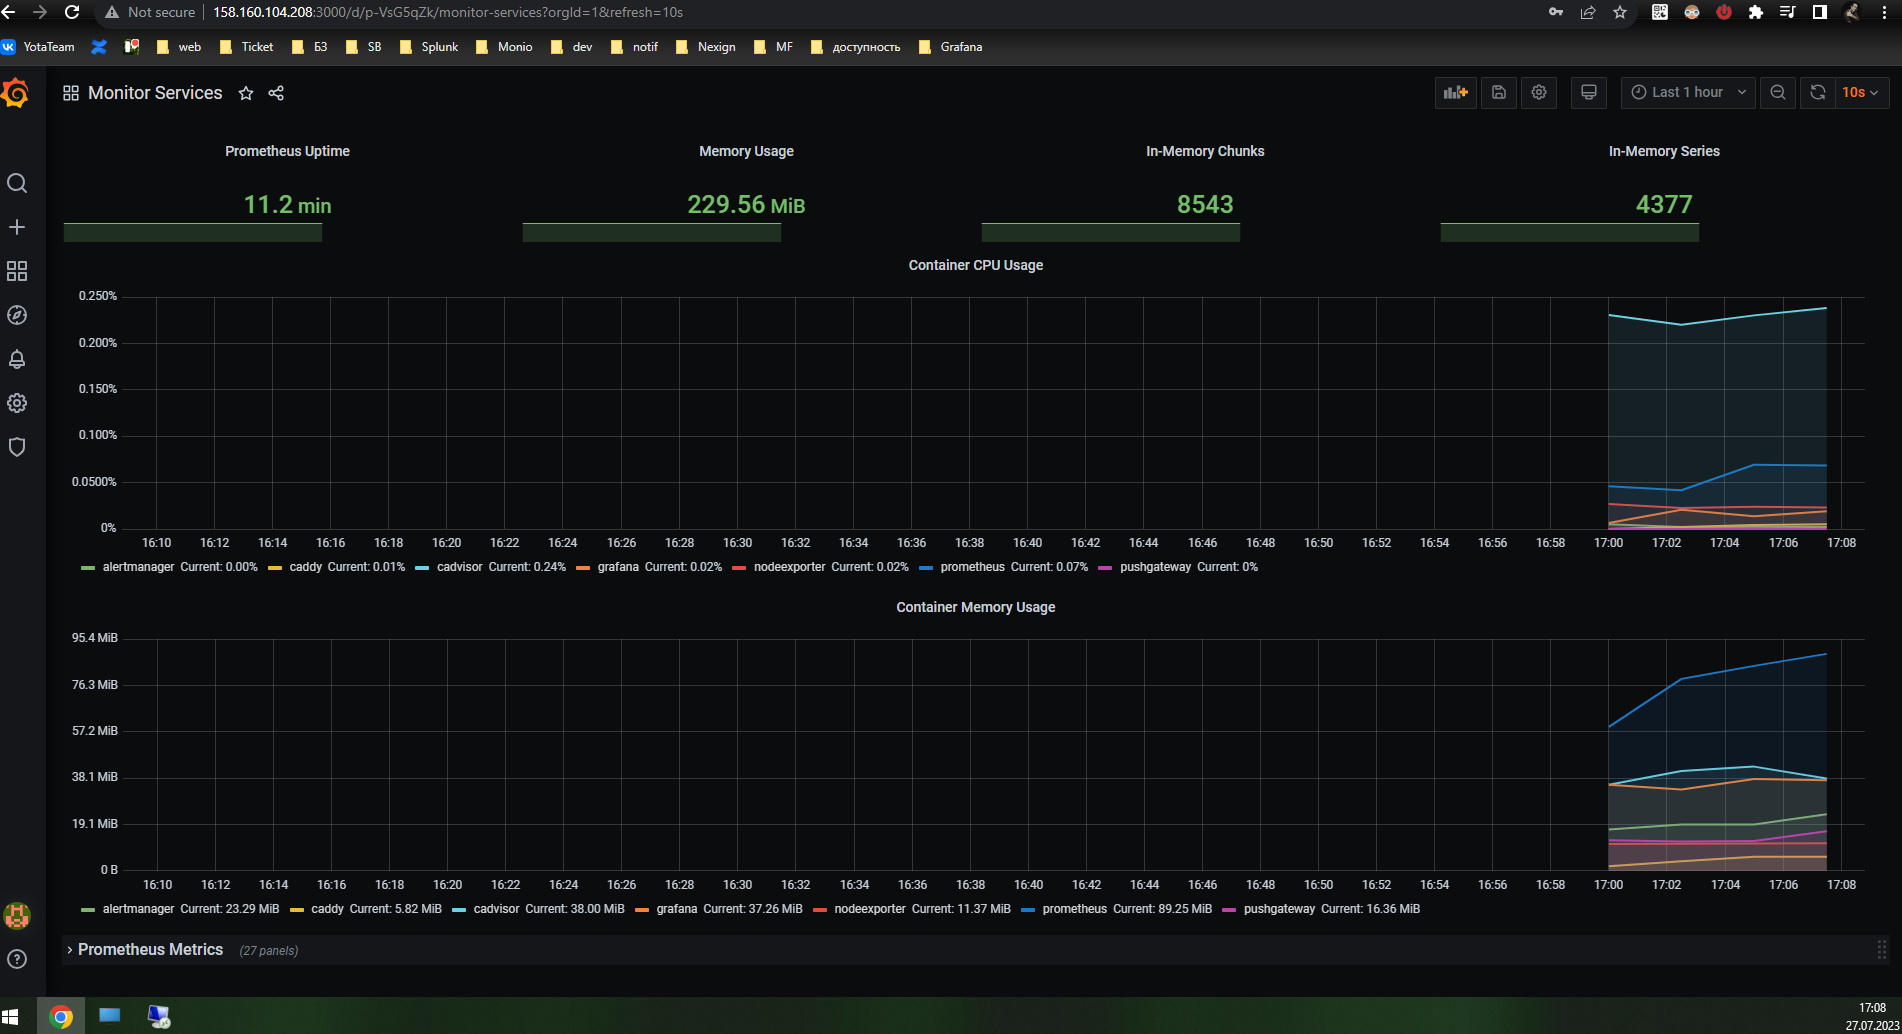 Not secure 158.160.104.208:3000/d/p-VsG5qZk/monitor-services?orgId=1&refresh=10s
YotaTeam web Ticket БЗ SB Splunk Monio dev notif Nexign MF доступность Grafana
Monitor Services Last 1 hour 10s
Prometheus Uptime Memory Usage In-Memory Chunks In-Memory Series
11.2 min 229.56 MiB 8543 4377
Container CPU Usage
0.250%
0.200%
0.150%
0.100%
0.0500%
0%
16:10 16:12 16:14 16:16 16:18 16:20 16:22 16:24 16:26 16:28 16:30 16:32 16:34 16:36 16:38 16:40 16:42 16:44 16:46 16:48 16:50 16:52 16:54 16:56 16:58 17:00 17:02 17:04 17:06 17:08
alertmanager Current: 0.00% caddy Current: 0.01% cadvisor Current: 0.24% grafana Current: 0.02% nodeexporter Current: 0.02% prometheus Current: 0.07% pushgateway Current: 0%
Container Memory Usage
95.4 MiB
76.3 MiB
57.2 MiB
38.1 MiB
19.1 MiB
0 B
16:10 16:12 16:14 16:16 16:18 16:20 16:22 16:24 16:26 16:28 16:30 16:32 16:34 16:36 16:38 16:40 16:42 16:44 16:46 16:48 16:50 16:52 16:54 16:56 16:58 17:00 17:02 17:04 17:06 17:08
alertmanager Current: 23.29 MiB caddy Current: 5.82 MiB cadvisor Current: 38.00 MiB grafana Current: 37.26 MiB nodeexporter Current: 11.37 MiB prometheus Current: 89.25 MiB pushgateway Current: 16.36 MiB
Prometheus Metrics (27 panels)
17:08
27.07.2023